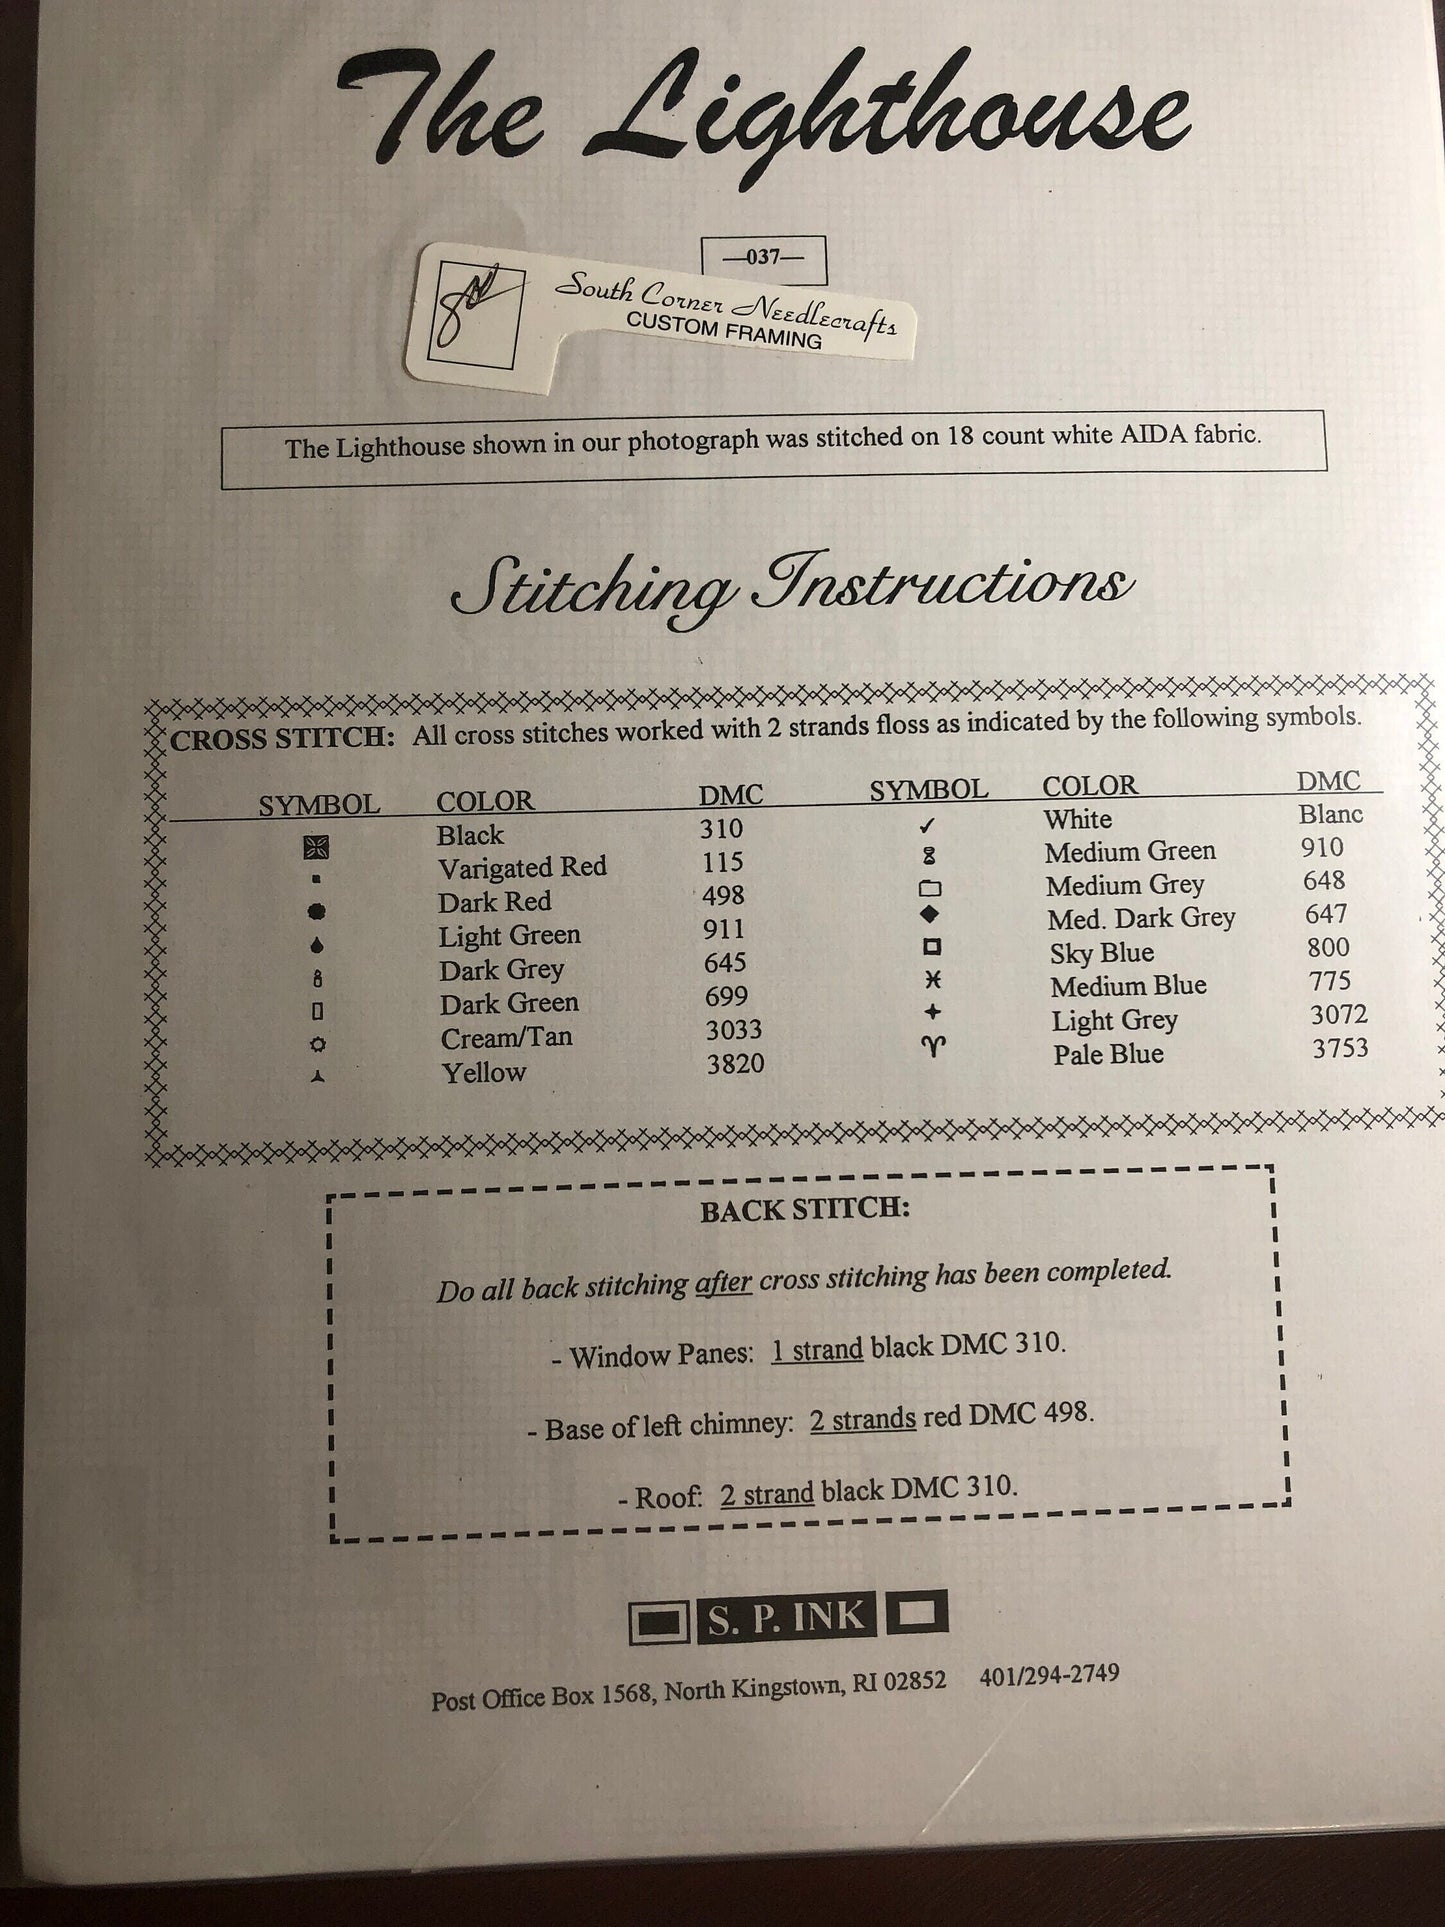 The Lighthouse
—037—
South Corner Needlecrafts
CUSTOM FRAMING
The Lighthouse shown in our photograph was stitched on 18 count white AIDA fabric.
Stitching Instructions
CROSS STITCH: All cross stitches worked with 2 strands floss as indicated by the following symbols.
SYMBOL COLOR DMC SYMBOL COLOR DMC
Black 310 White Blanc
Varigated Red 115 Medium Green 910
Dark Red 498 Medium Grey 648
Light Green 911 Med. Dark Grey 647
Dark Grey 645 Sky Blue 800
Dark Green 699 Medium Blue 775
Cream/Tan 3033 Light Grey 3072
Yellow 3820 Pale Blue 3753
BACK STITCH:
Do all back stitching after cross stitching has been completed.
- Window Panes: 1 strand black DMC 310.
- Base of left chimney: 2 strands red DMC 498.
- Roof: 2 strand black DMC 310.
S. P. INK
Post Office Box 1568, North Kingstown, RI 02852 401/294-2749